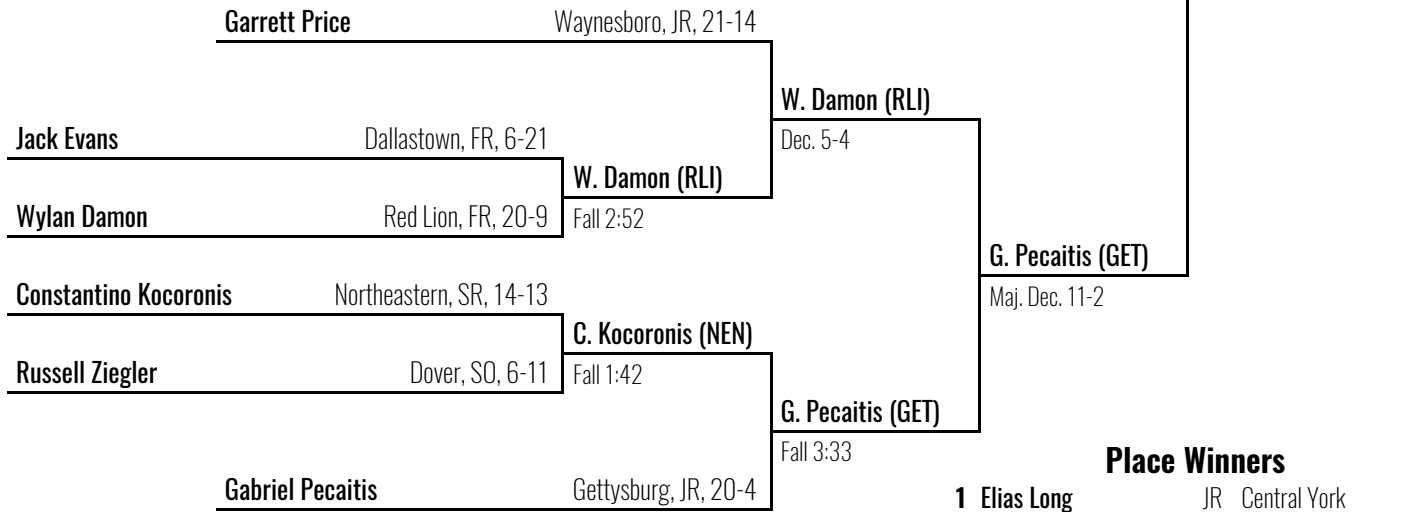 Garrett Price Waynesboro, JR, 21-14
W. Damon (RLI)
Jack Evans Dallastown, FR, 6-21
Dec. 5-4
W. Damon (RLI)
Wylan Damon Red Lion, FR, 20-9
Fall 2:52
G. Pecaitis (GET)
Constantino Kocoronis Northeastern, SR, 14-13
Maj. Dec. 11-2
C. Kocoronis (NEN)
Russell Ziegler Dover, SO, 6-11
Fall 1:42
G. Pecaitis (GET)
Fall 3:33
Place Winners
Gabriel Pecaitis Gettysburg, JR, 20-4
1 Elias Long JR Central York